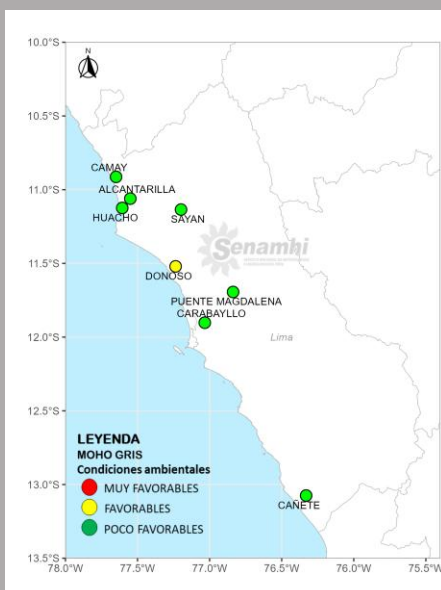 10.0°S
N
10.5°S
CAMAY
11.0°S
ALCANTARILLA
HUACHO
SAYAN
Senamhi
11.5°S
DONOSO
PUENTE MAGDALENA
CARABAYLLO
12.0°S
Lima
12.5°S
LEYENDA
MOHO GRIS
Condiciones ambientales
MUY FAVORABLES
FAVORABLES
POCO FAVORABLES
13.0°S
CAÑETE
13.5°S
78.0°W 77.5°W 77.0°W 76.5°W 76.0°W 75.5°W